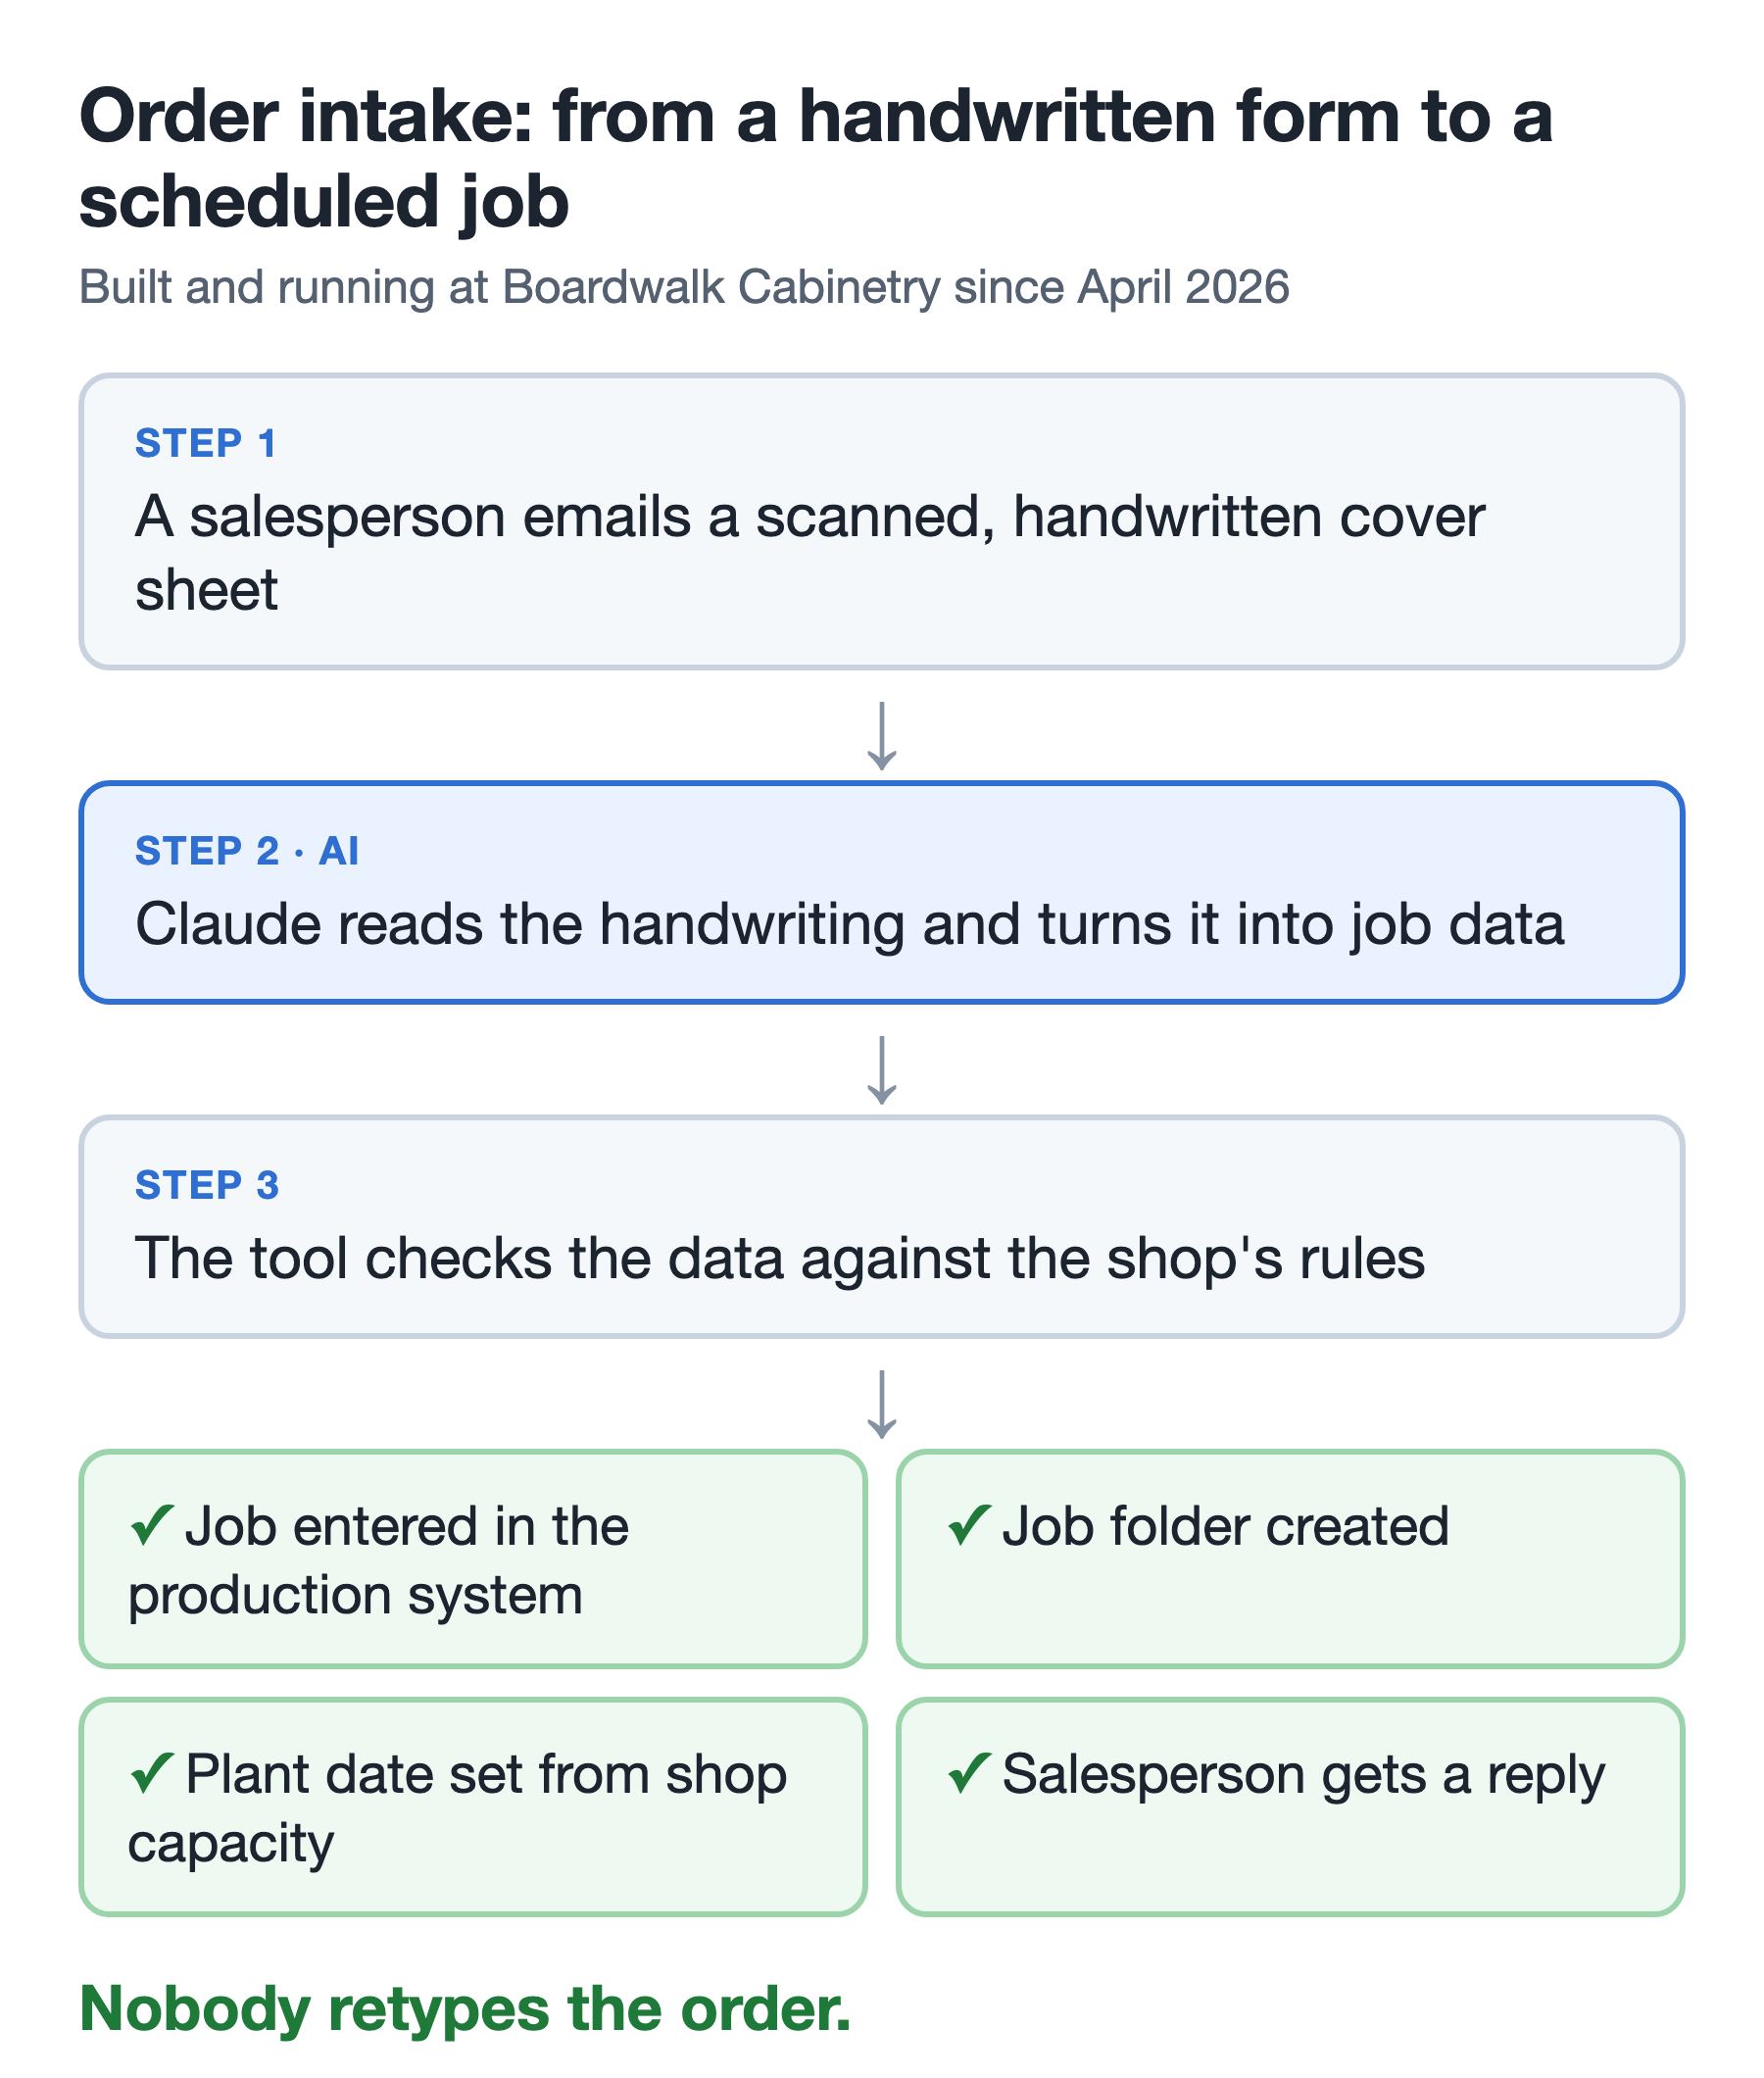 Order intake: from a handwritten form to a
scheduled job
Built and running at Boardwalk Cabinetry since April 2026
STEP 1
A salesperson emails a scanned, handwritten cover
sheet
↓
STEP 2 · AI
Claude reads the handwriting and turns it into job data
↓
STEP 3
The tool checks the data against the shop's rules
↓
✓ Job entered in the
production system
✓ Job folder created
✓ Plant date set from shop
capacity
✓ Salesperson gets a reply
Nobody retypes the order.